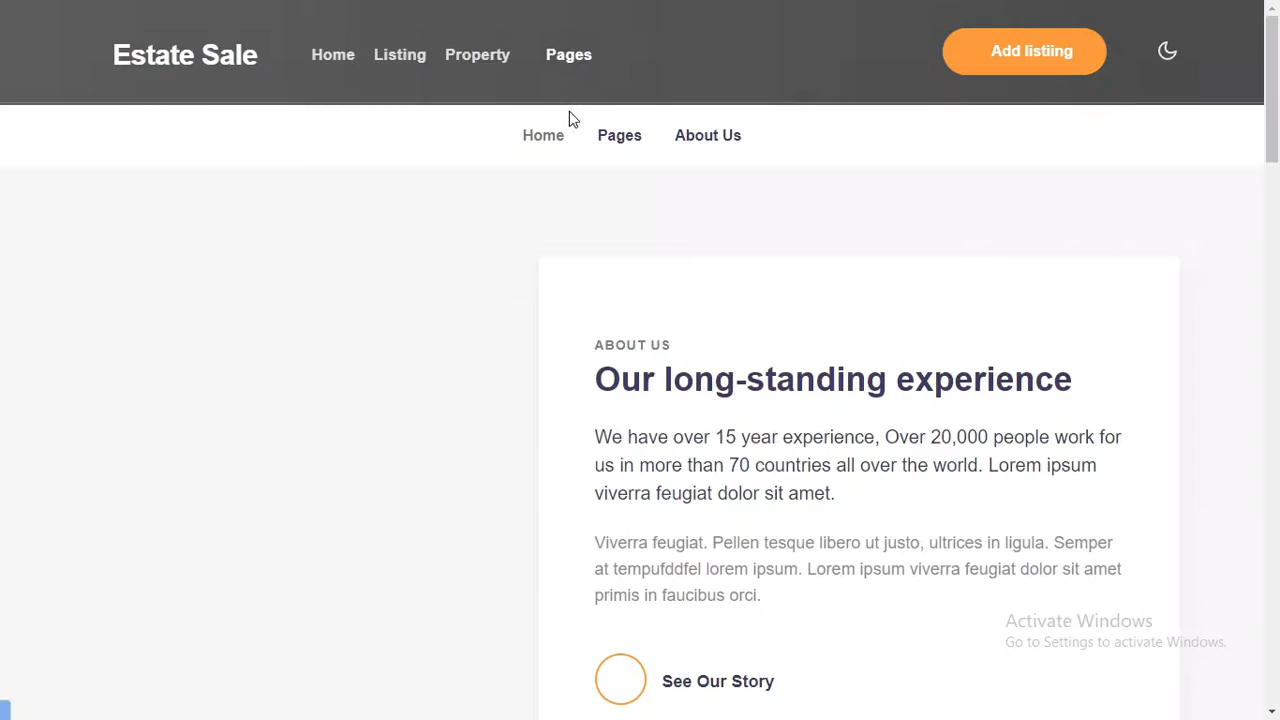 Estate Sale
Home Listing Property Pages
Add listiing
Home Pages About Us
ABOUT US
Our long-standing experience
We have over 15 year experience, Over 20,000 people work for
us in more than 70 countries all over the world. Lorem ipsum
viverra feugiat dolor sit amet.
Viverra feugiat. Pellen tesque libero ut justo, ultrices in ligula. Semper
at tempufddfel lorem ipsum. Lorem ipsum viverra feugiat dolor sit amet
primis in faucibus orci.
Activate Windows
Go to Settings to activate Windows.
See Our Story